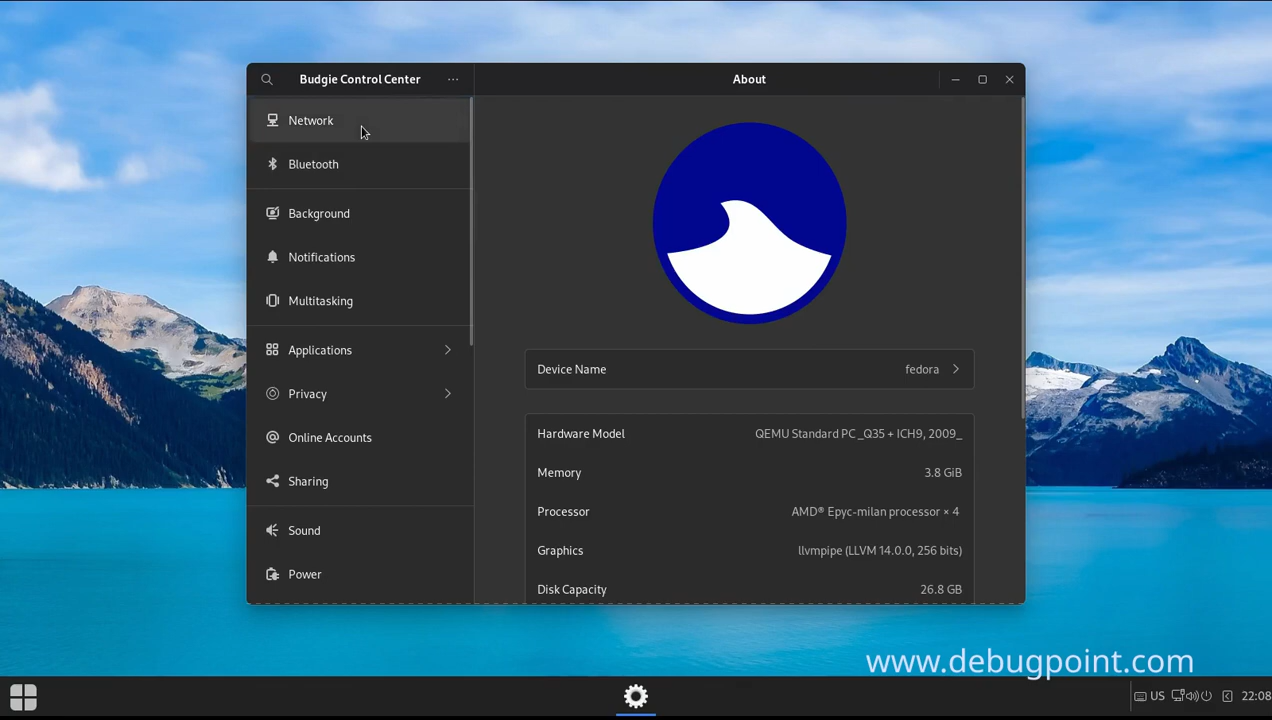 Budgie Control Center
About
Network
Bluetooth
Background
Notifications
Multitasking
Applications
Privacy
Online Accounts
Sharing
Sound
Power
Device Name fedora
Hardware Model QEMU Standard PC _Q35 + ICH9, 2009_
Memory 3.8 GiB
Processor AMD® Epyc-milan processor × 4
Graphics llvmpipe (LLVM 14.0.0, 256 bits)
Disk Capacity 26.8 GB
www.debugpoint.com
US 22:08